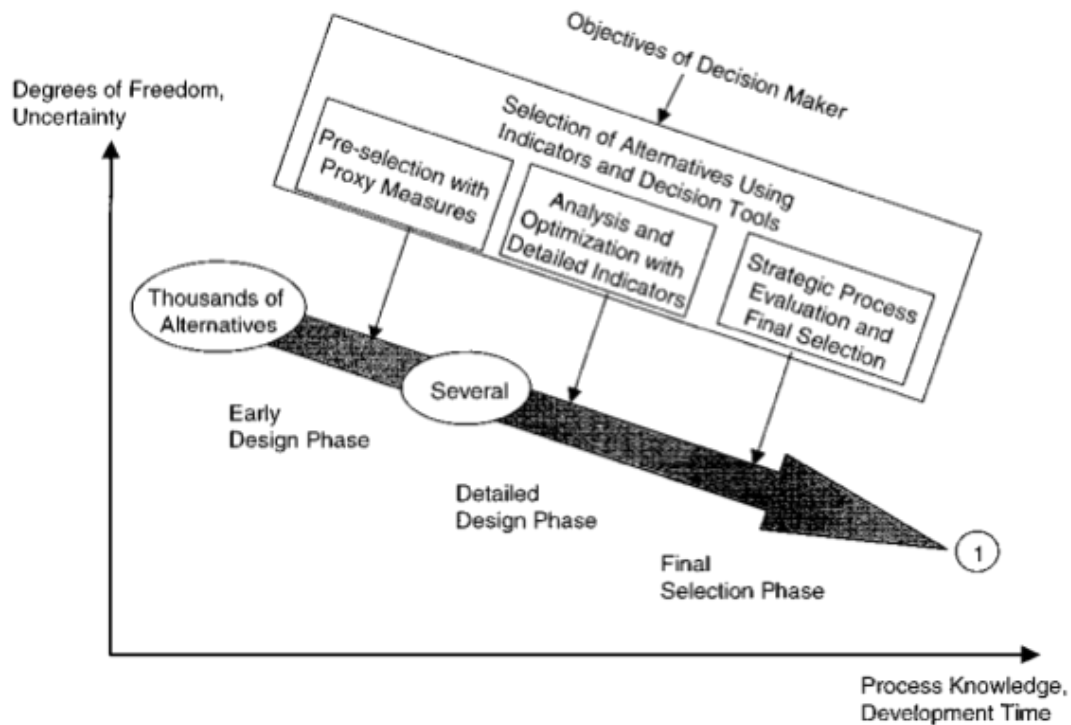 Objectives of Decision Maker
Degrees of Freedom,
Uncertainty
Selection of Alternatives Using
Indicators and Decision Tools
Pre-selection with
Proxy Measures
Analysis and
Optimization with
Detailed Indicators
Strategic Process
Evaluation and
Final Selection
Thousands of
Alternatives
Several
Early
Design Phase
Detailed
Design Phase
Final
Selection Phase
1
Process Knowledge,
Development Time